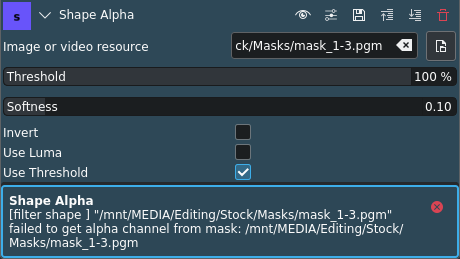 s Shape Alpha
Image or video resource ck/Masks/mask_1-3.pgm
Threshold 100 %
Softness 0.10
Invert
Use Luma
Use Threshold
Shape Alpha
[filter shape ] "/mnt/MEDIA/Editing/Stock/Masks/mask_1-3.pgm"
failed to get alpha channel from mask: /mnt/MEDIA/Editing/Stock/
Masks/mask_1-3.pgm